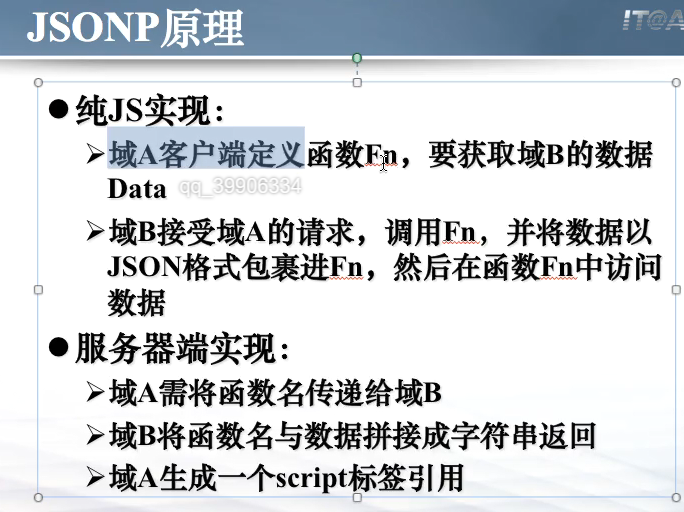 JSONP原理
IT@A
●纯JS实现：
➢域A客户端定义函数Fn，要获取域B的数据
Data
qq_39906334
➢域B接受域A的请求，调用Fn，并将数据以
JSON格式包裹进Fn，然后在函数Fn中访问
数据
●服务器端实现：
➢域A需将函数名传递给域B
➢域B将函数名与数据拼接成字符串返回
➢域A生成一个script标签引用